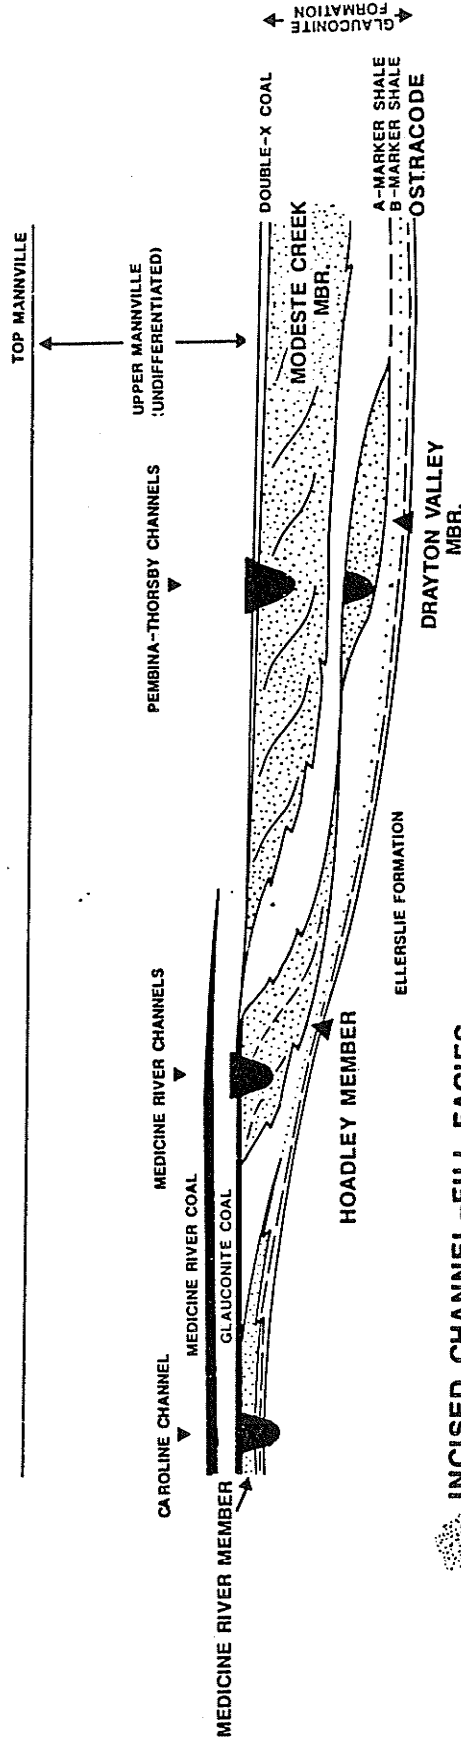 TOP MANNVILLE
UPPER MANNVILLE
(UNDIFFERENTIATED)
CAROLINE CHANNEL
MEDICINE RIVER CHANNELS
PEMBINA-THORSBY CHANNELS
MEDICINE RIVER COAL
GLAUCONITE COAL
DOUBLE-X COAL
MEDICINE RIVER MEMBER
MODESTE CREEK
MBR.
GLAUCONITE
FORMATION
A-MARKER SHALE
B-MARKER SHALE
OSTRACODE
HOADLEY MEMBER
ELLERSLIE FORMATION
DRAYTON VALLEY
MBR.
INCISED CHANNEL-FILL FACIES